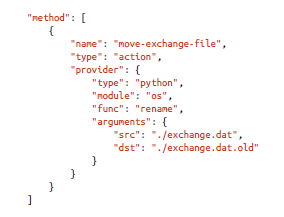 "method": [
    {
        "name": "move-exchange-file",
        "type": "action",
        "provider": {
            "type": "python",
            "module": "os",
            "func": "rename",
            "arguments": {
                "src": "./exchange.dat",
                "dst": "./exchange.dat.old"
            }
        }
    }
]